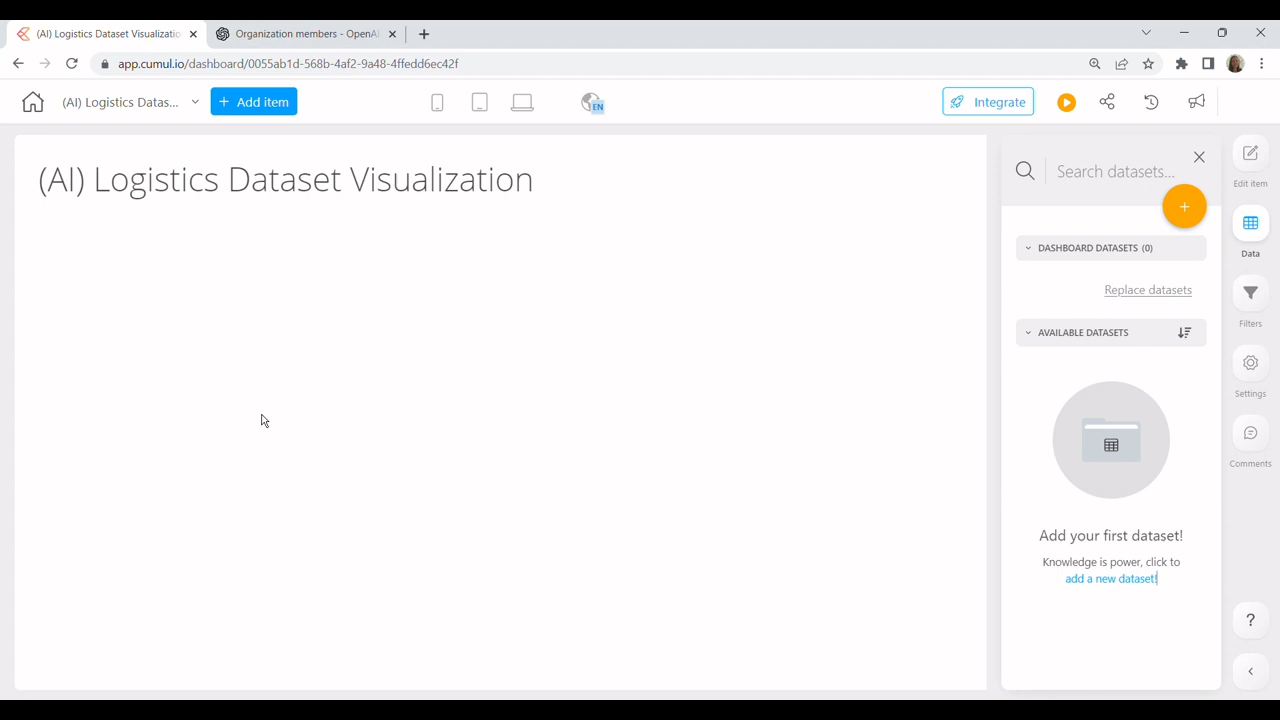 (AI) Logistics Dataset Visualizatio
Organization members - OpenAI
app.cumul.io/dashboard/0055ab1d-568b-4af2-9a48-4ffedd6ec42f
(AI) Logistics Datas...
+ Add item
EN
Integrate
(AI) Logistics Dataset Visualization
Search datasets...
+
DASHBOARD DATASETS (0)
Replace datasets
AVAILABLE DATASETS
Add your first dataset!
Knowledge is power, click to
add a new dataset!
Edit item
Data
Filters
Settings
Comments
?